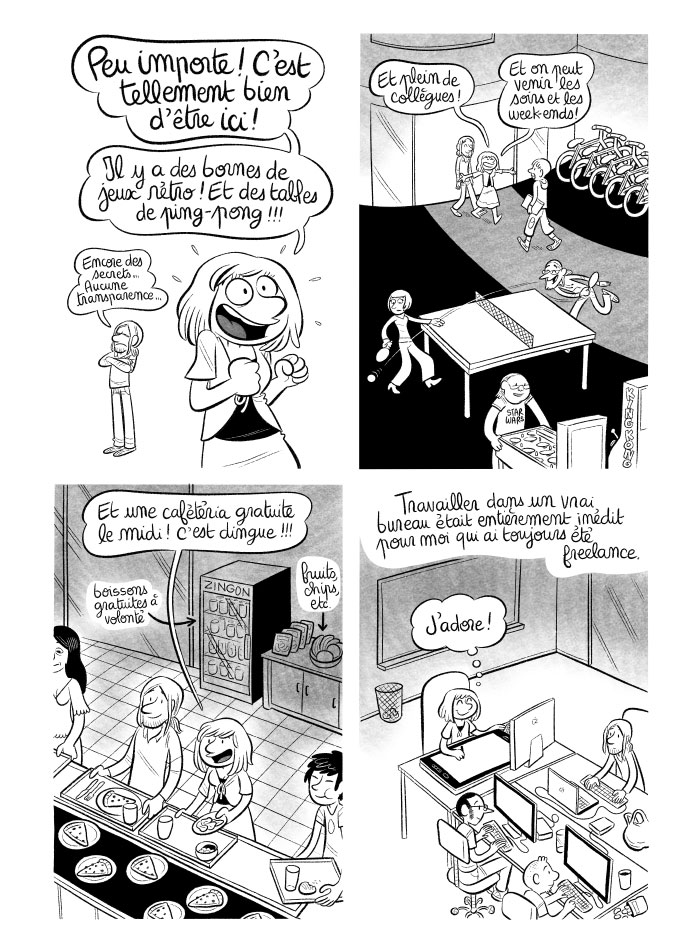 Peu importe ! C'est
tellement bien
d'être ici !
Il y a des bornes de
jeux rétro ! Et des tables
de ping-pong !!!
Encore des
secrets...
Aucune
transparence...
Et plein de
collègues !
Et on peut
venir les
soirs et les
week-ends !
STAR
WARS
KINGKONG
Et une cafétéria gratuite
le midi ! C'est dingue !!!
boissons
gratuites à
volonté
ZINGON
fruits,
chips,
etc.
Travailler dans un vrai
bureau était entièrement inédit
pour moi qui ai toujours été
freelance.
J'adore !